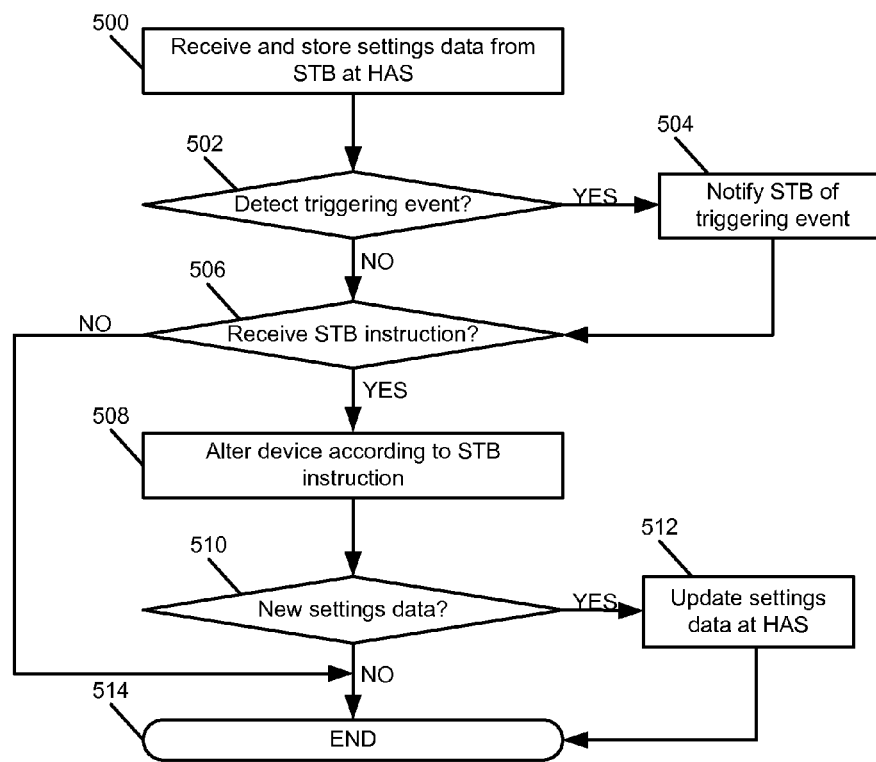 500
Receive and store settings data from
STB at HAS
502
Detect triggering event?
YES
504
Notify STB of
triggering event
NO
506
Receive STB instruction?
NO
YES
508
Alter device according to STB
instruction
510
New settings data?
YES
512
Update settings
data at HAS
NO
514
END